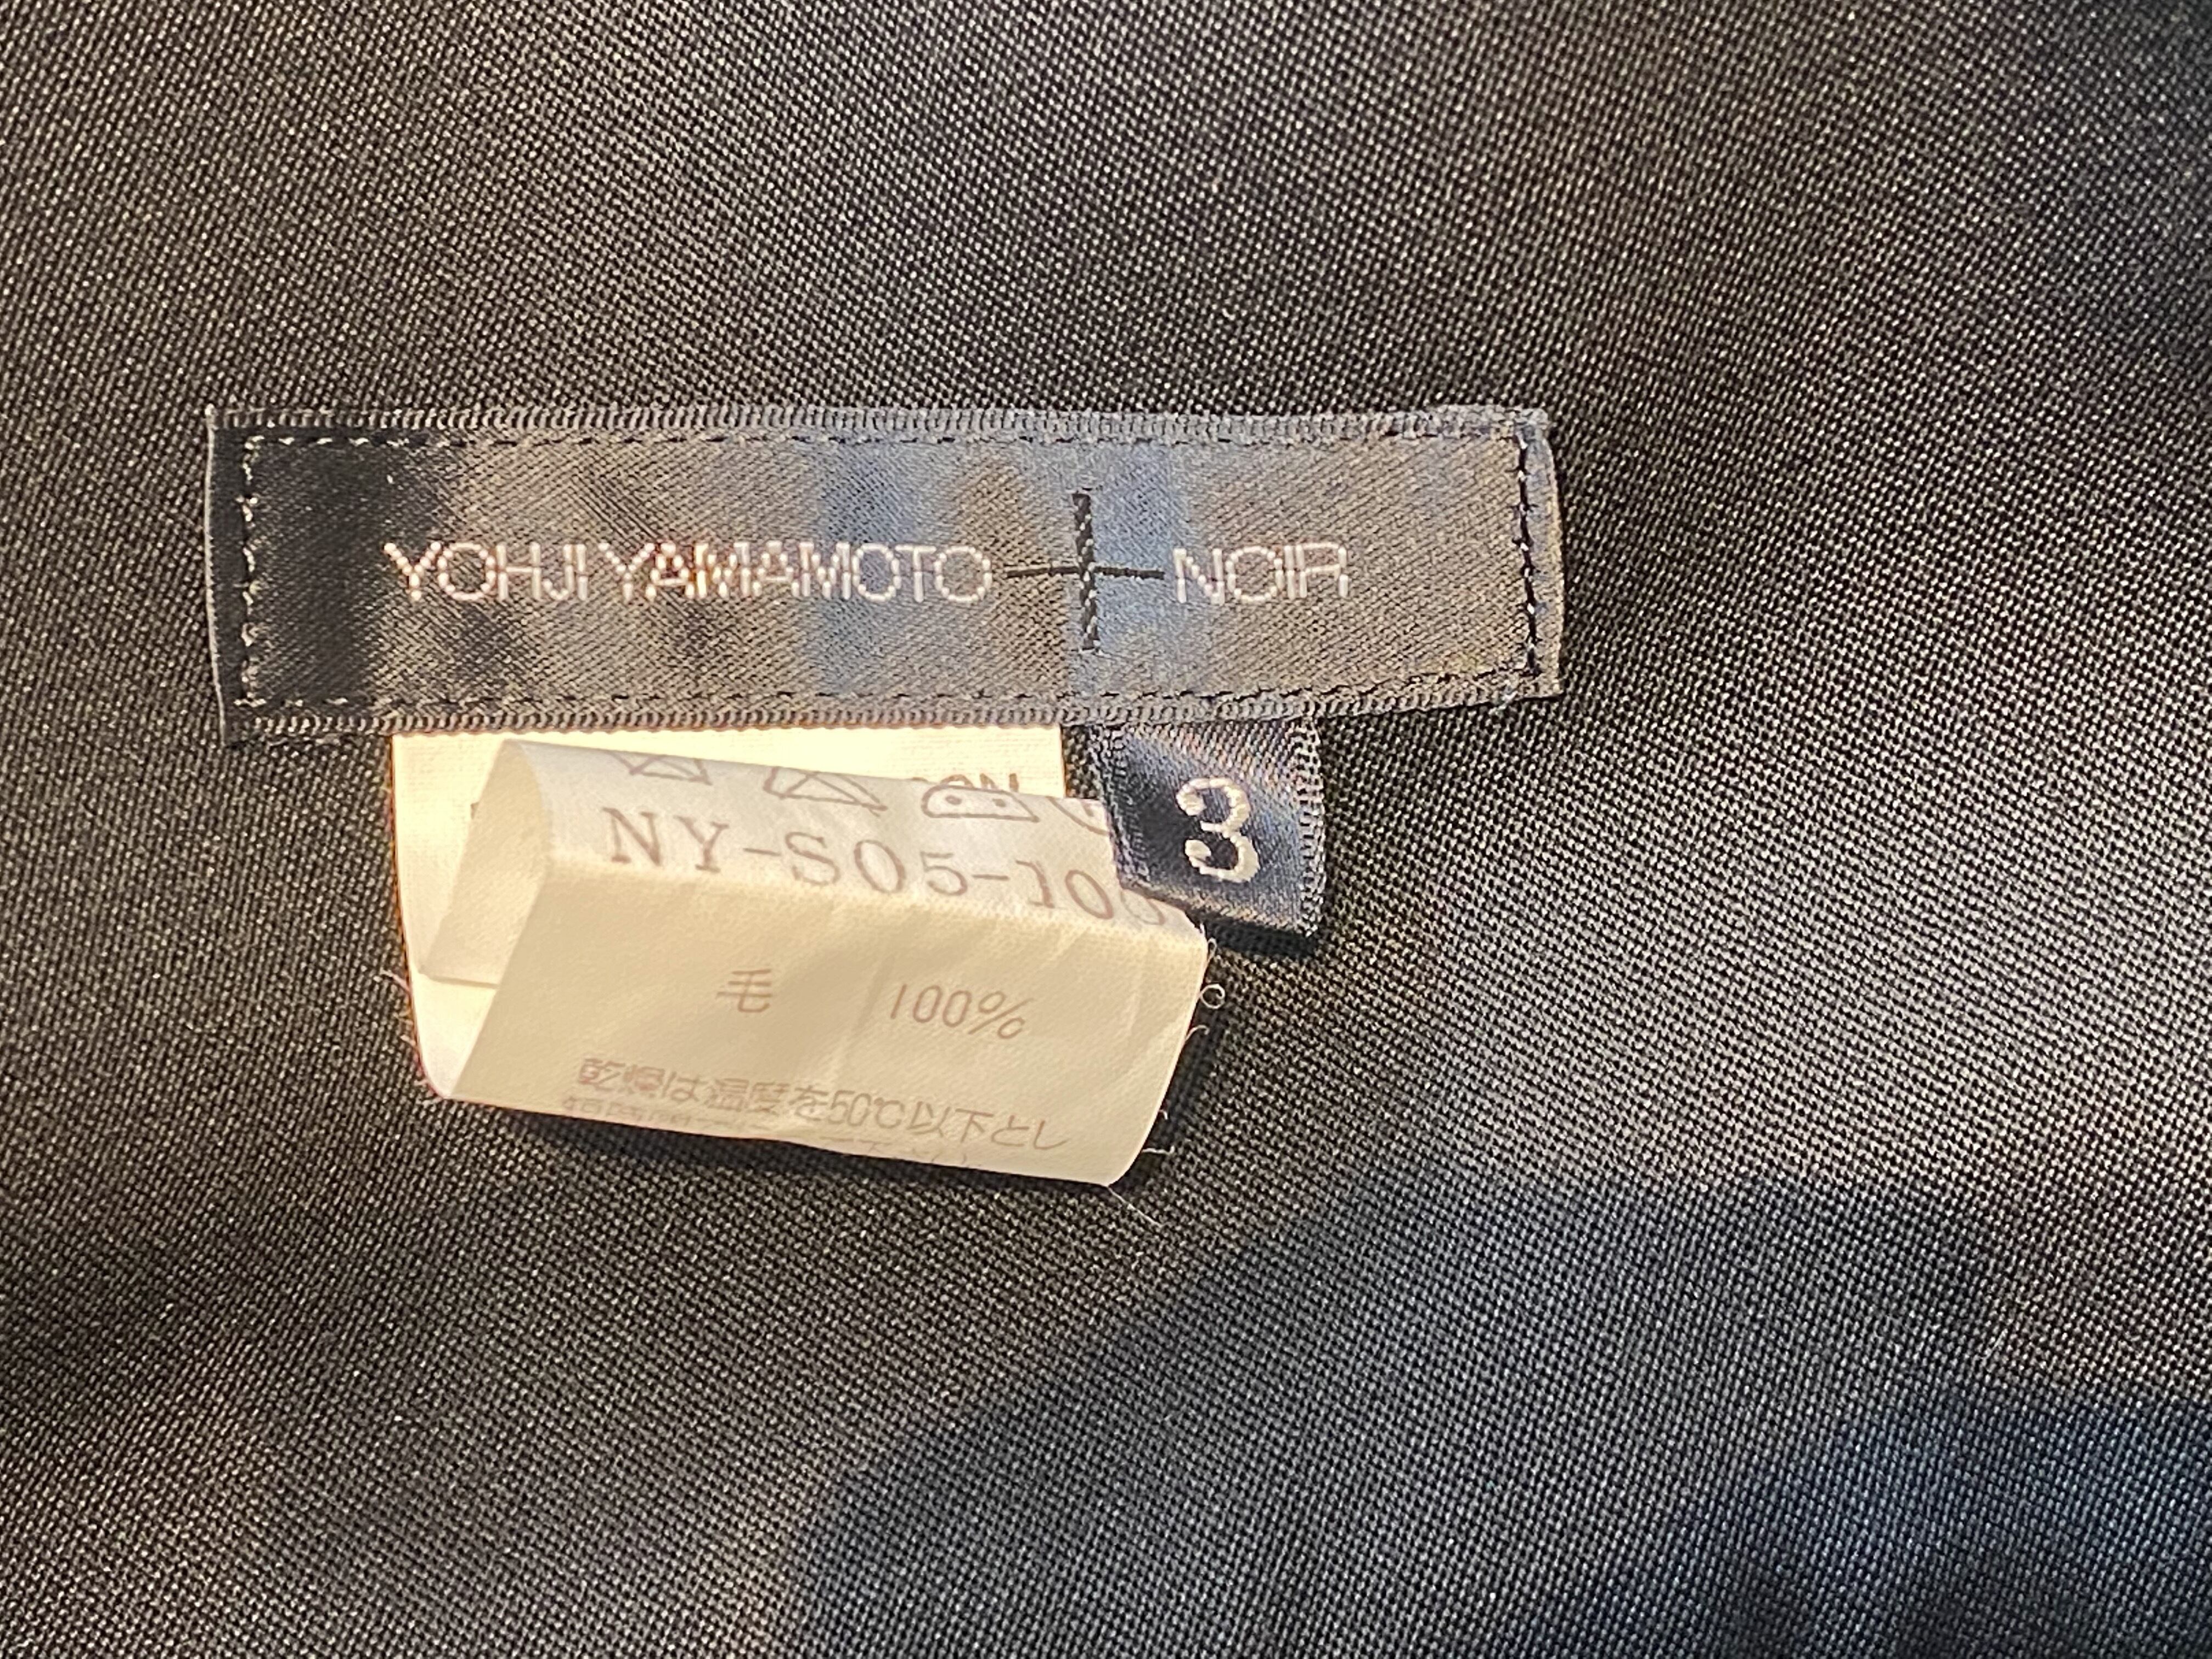 YOHJI YAMAMOTO + NOIR
3
NY-S05-100
毛 100%
乾燥は温度を50℃以下とし